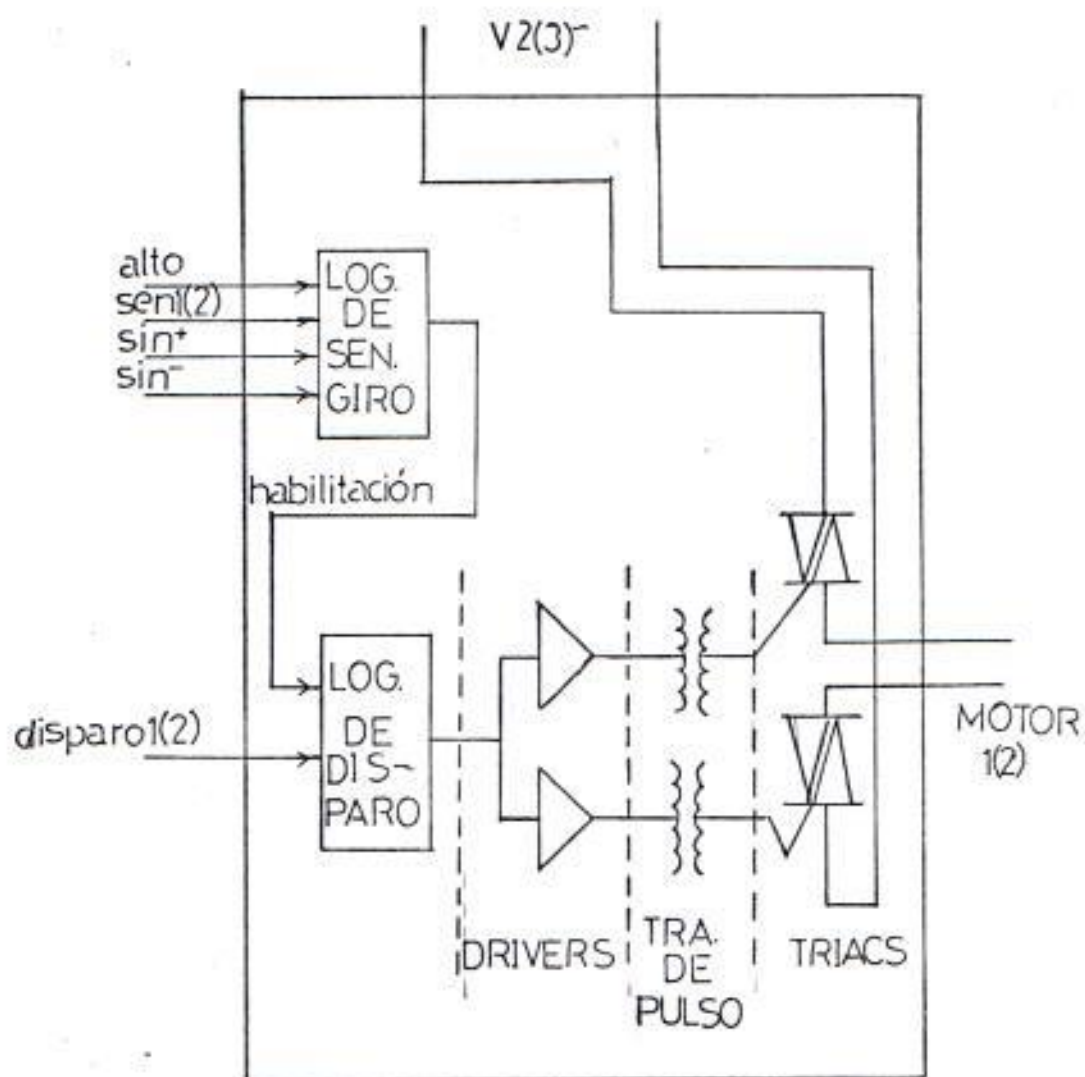 V2(3)~
alto
sen1(2)
sin+
sin-
LOG.
DE
SEN.
GIRO
habilitación
disparo1(2)
LOG.
DE
DIS-
PARO
MOTOR
1(2)
DRIVERS
TRA.
DE
PULSO
TRIACS